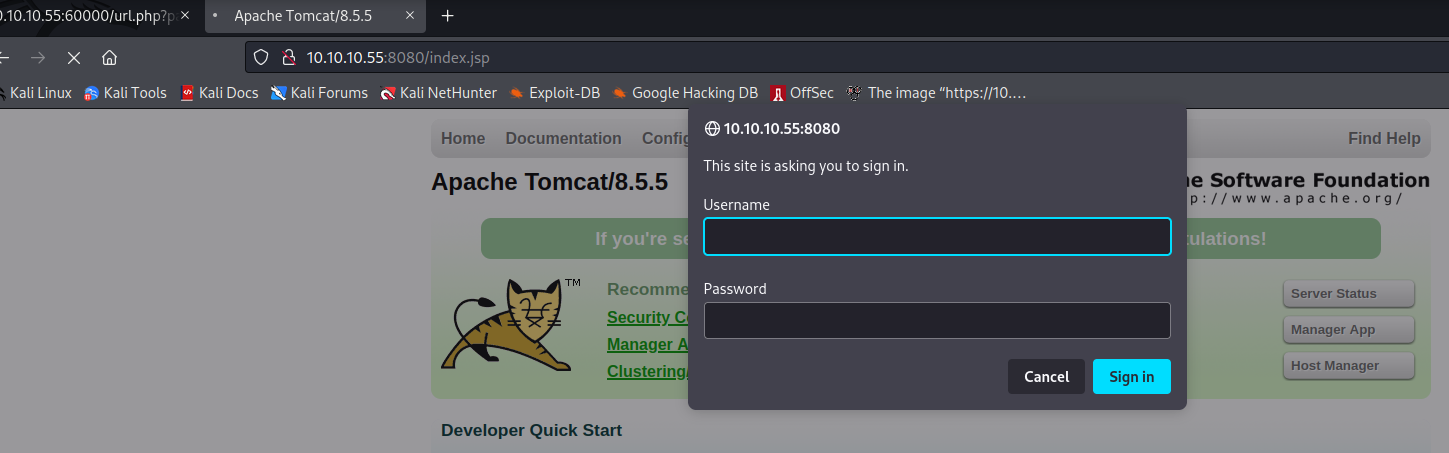 0.10.10.55:60000/url.php?p
Apache Tomcat/8.5.5
10.10.10.55:8080/index.jsp
Kali Linux Kali Tools Kali Docs Kali Forums Kali NetHunter Exploit-DB Google Hacking DB OffSec The image “https://10.…
Home Documentation Config Find Help
10.10.10.55:8080
This site is asking you to sign in.
Apache Tomcat/8.5.5
e Software Foundation
p://www.apache.org/
Username
If you're se ulations!
TM
Recomme
Security Co
Manager A
Clustering/
Password
Server Status
Manager App
Host Manager
Cancel Sign in
Developer Quick Start